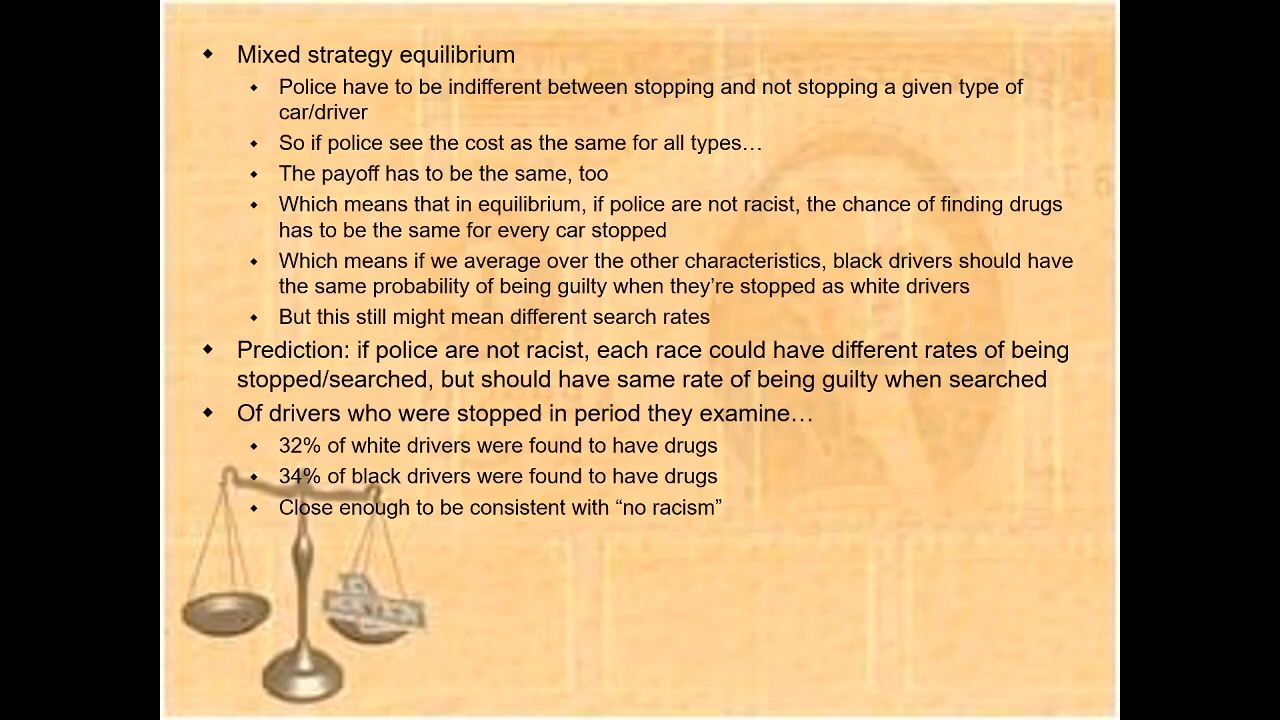 Mixed strategy equilibrium
Police have to be indifferent between stopping and not stopping a given type of
car/driver
So if police see the cost as the same for all types…
The payoff has to be the same, too
Which means that in equilibrium, if police are not racist, the chance of finding drugs
has to be the same for every car stopped
Which means if we average over the other characteristics, black drivers should have
the same probability of being guilty when they’re stopped as white drivers
But this still might mean different search rates
Prediction: if police are not racist, each race could have different rates of being
stopped/searched, but should have same rate of being guilty when searched
Of drivers who were stopped in period they examine…
32% of white drivers were found to have drugs
34% of black drivers were found to have drugs
Close enough to be consistent with “no racism”